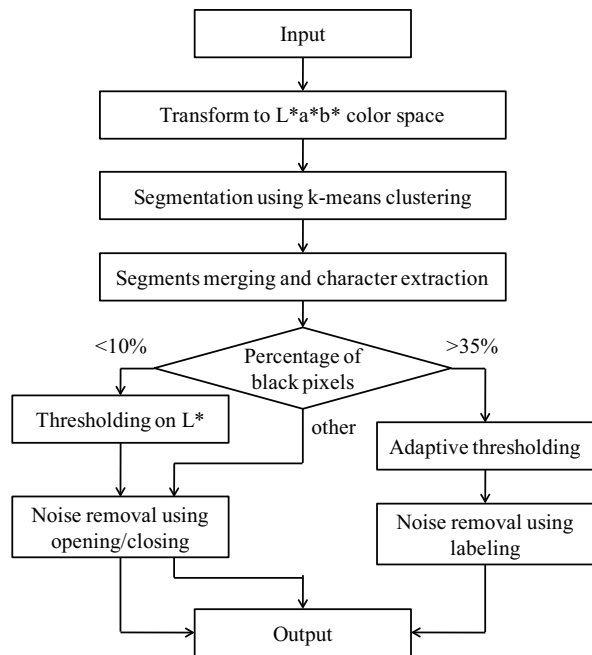 Input
Transform to L*a*b* color space
Segmentation using k-means clustering
Segments merging and character extraction
<10%
Percentage of
black pixels
>35%
Thresholding on L*
other
Adaptive thresholding
Noise removal using
opening/closing
Noise removal using
labeling
Output